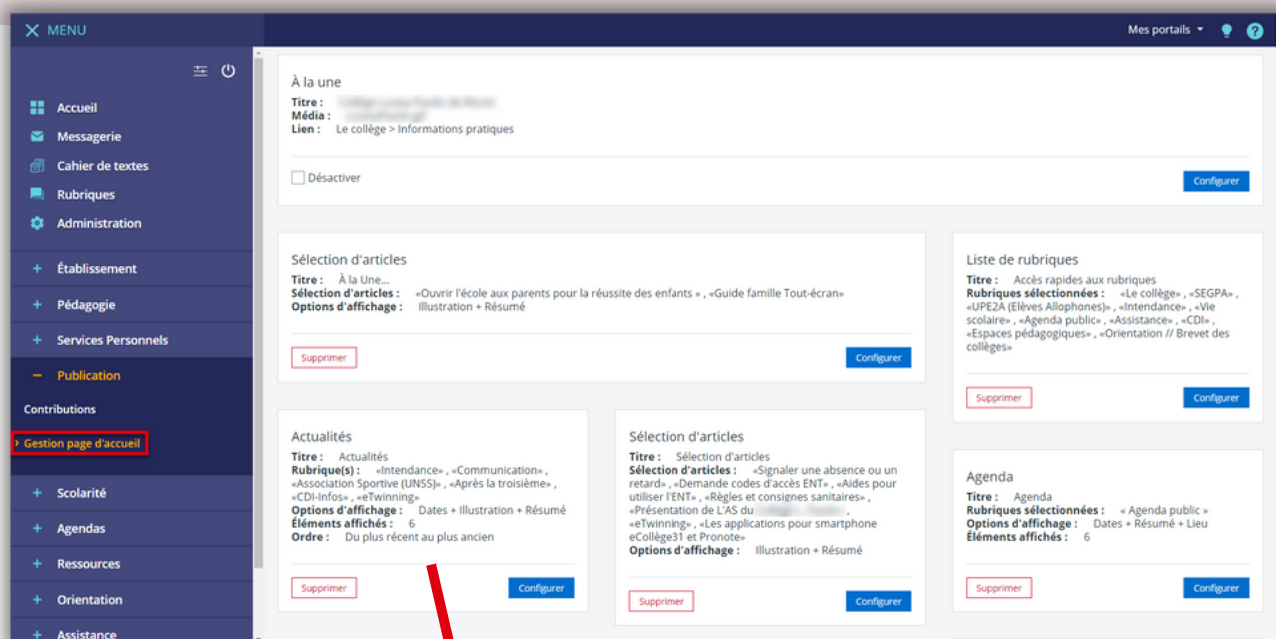 MENU
Mes portails
?
Accueil
Messagerie
Cahier de textes
Rubriques
Administration
+ Établissement
+ Pédagogie
+ Services Personnels
− Publication
Contributions
› Gestion page d'accueil
+ Scolarité
+ Agendas
+ Ressources
+ Orientation
+ Assistance
À la une
Titre :
Média :
Lien : Le collège > Informations pratiques
Désactiver
Configurer
Sélection d'articles
Titre : À la Une...
Sélection d'articles : «Ouvrir l'école aux parents pour la réussite des enfants » , «Guide famille Tout-écran»
Options d'affichage : Illustration + Résumé
Supprimer
Configurer
Liste de rubriques
Titre : Accès rapides aux rubriques
Rubriques sélectionnées : «Le collège» , «SEGPA» ,
«UPE2A (Elèves Allophones)» , «Intendance» , «Vie
scolaire» , «Agenda public» , «Assistance» , «CDI» ,
«Espaces pédagogiques» , «Orientation // Brevet des
collèges»
Supprimer
Configurer
Actualités
Titre : Actualités
Rubrique(s) : «Intendance» , «Communication» ,
«Association Sportive (UNSS)» , «Après la troisième» ,
«CDI-Infos» , «eTwinning»
Options d'affichage : Dates + Illustration + Résumé
Éléments affichés : 6
Ordre : Du plus récent au plus ancien
Supprimer
Configurer
Sélection d'articles
Titre : Sélection d'articles
Sélection d'articles : «Signaler une absence ou un
retard» , «Demande codes d'accès ENT» , «Aides pour
utiliser l'ENT» , «Règles et consignes sanitaires» ,
«Présentation de L'AS du ,
«eTwinning» , «Les applications pour smartphone
eCollège31 et Pronote»
Options d'affichage : Illustration + Résumé
Supprimer
Configurer
Agenda
Titre : Agenda
Rubriques sélectionnées : « Agenda public »
Options d'affichage : Dates + Résumé + Lieu
Éléments affichés : 6
Supprimer
Configurer